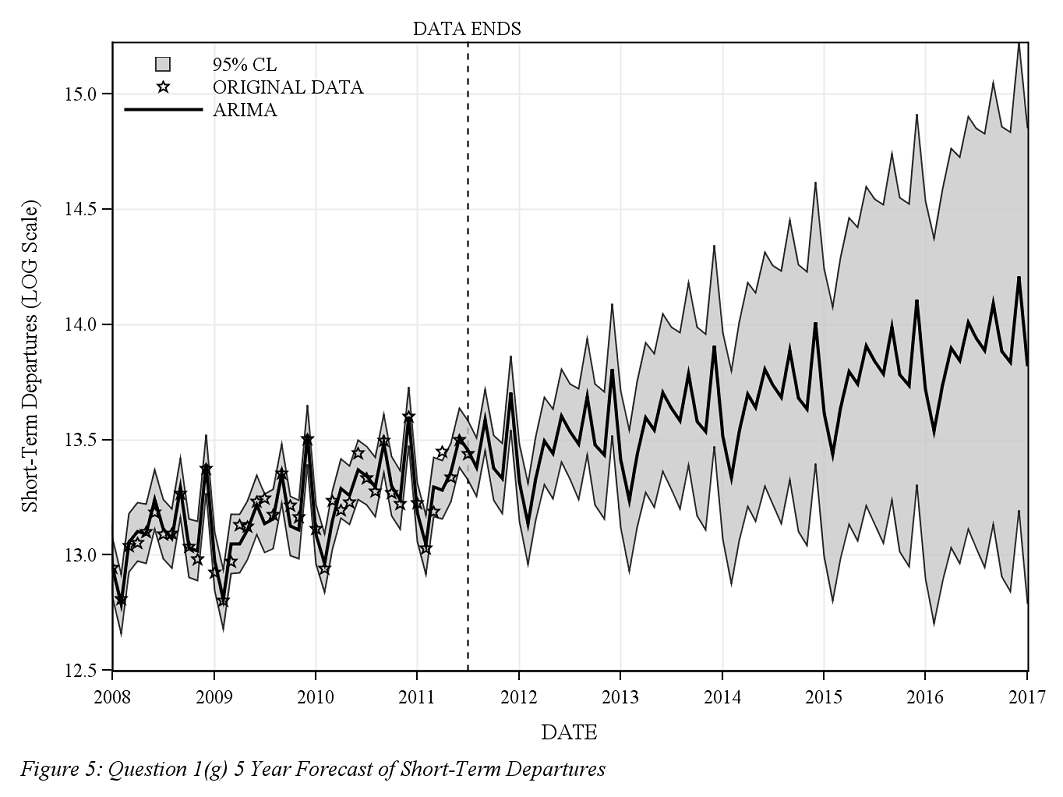 DATA ENDS
95% CL
ORIGINAL DATA
ARIMA
Short-Term Departures (LOG Scale)
15.0
14.5
14.0
13.5
13.0
12.5
2008 2009 2010 2011 2012 2013 2014 2015 2016 2017
DATE
Figure 5: Question 1(g) 5 Year Forecast of Short-Term Departures